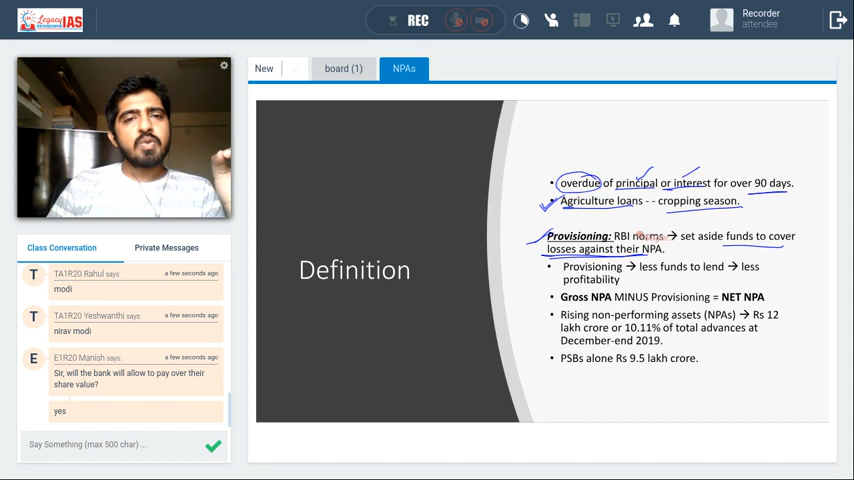 Legacy
IAS
REC
Recorder
attendee
New
board (1)
NPAs
Definition
• overdue of principal or interest for over 90 days.
• Agriculture loans - - cropping season.
Provisioning: RBI norms → set aside funds to cover
losses against their NPA.
• Provisioning → less funds to lend → less
profitability
• Gross NPA MINUS Provisioning = NET NPA
• Rising non-performing assets (NPAs) → Rs 12
lakh crore or 10.11% of total advances at
December-end 2019.
• PSBs alone Rs 9.5 lakh crore.
Class Conversation
Private Messages
T
TA1R20 Rahul says:
a few seconds ago
modi
T
TA1R20 Yeshwanthi says:
a few seconds ago
nirav modi
E
E1R20 Manish says:
a few seconds ago
Sir, will the bank will allow to pay over their
share value?
yes
Say Something (max 500 char) ...